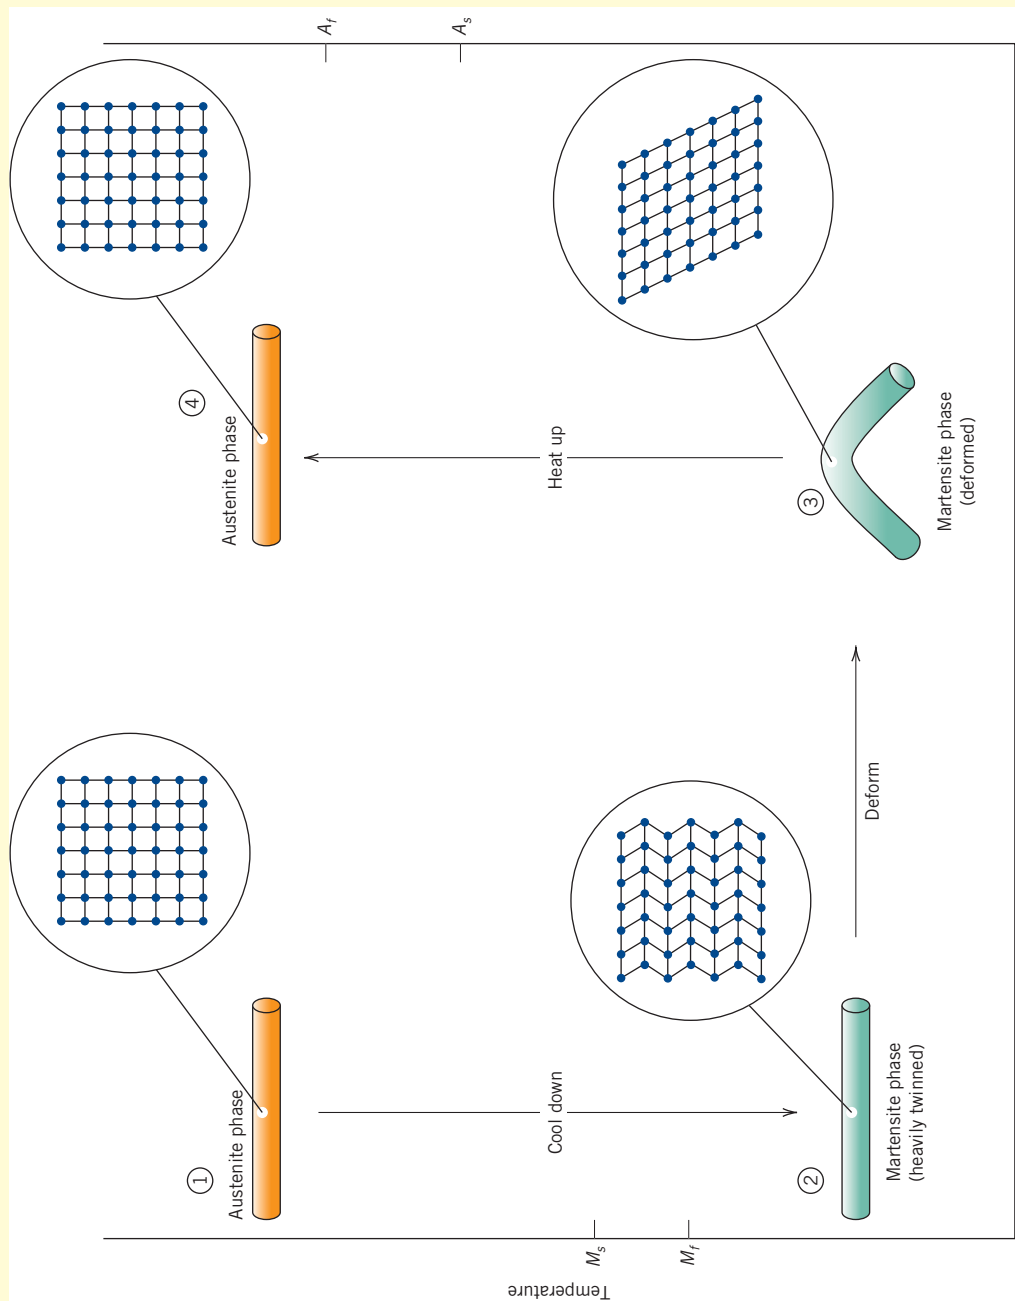 Temperature
M_s
M_f
1
Austenite phase
Cool down
2
Martensite phase
(heavily twinned)
Deform
3
Martensite phase
(deformed)
Heat up
4
Austenite phase
A_f
A_s